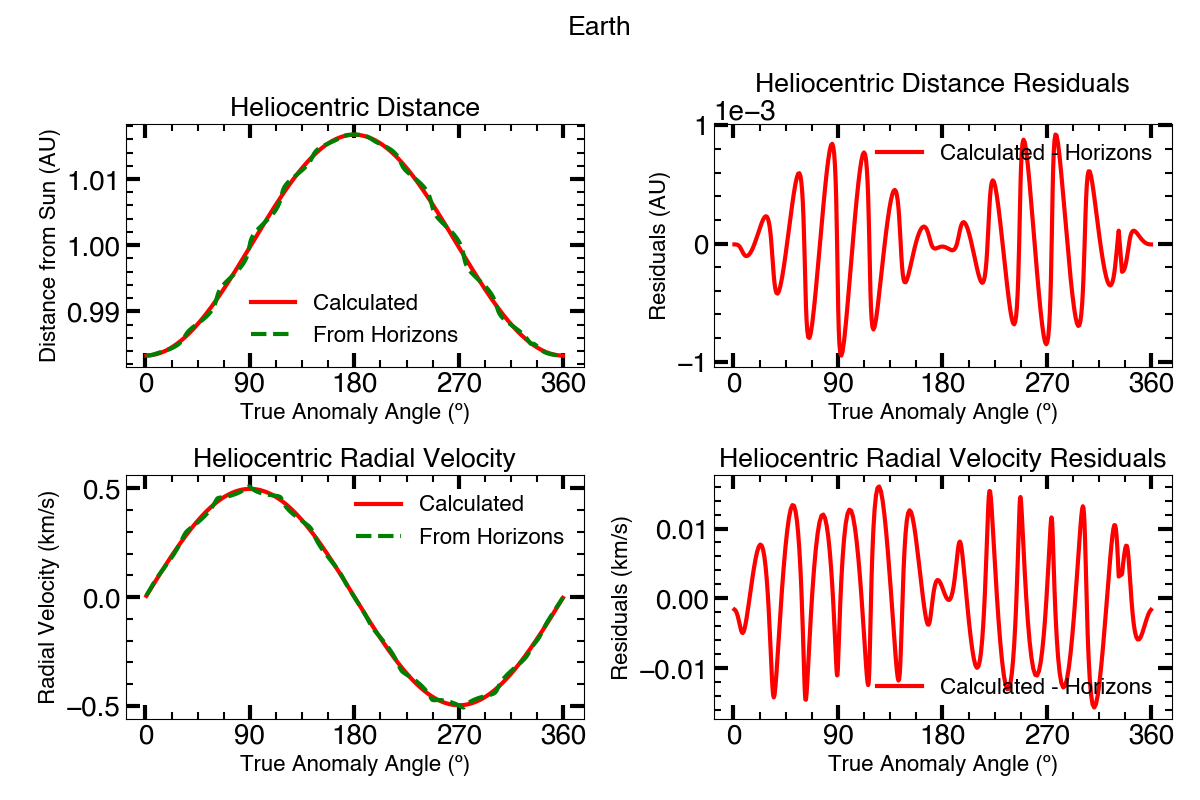 Earth
Heliocentric Distance
Distance from Sun (AU)
1.01
1.00
0.99
Calculated
From Horizons
0 90 180 270 360
True Anomaly Angle (º)
Heliocentric Distance Residuals
1e−3
Residuals (AU)
1
0
−1
Calculated - Horizons
0 90 180 270 360
True Anomaly Angle (º)
Heliocentric Radial Velocity
Radial Velocity (km/s)
0.5
0.0
−0.5
Calculated
From Horizons
0 90 180 270 360
True Anomaly Angle (º)
Heliocentric Radial Velocity Residuals
Residuals (km/s)
0.01
0.00
−0.01
Calculated - Horizons
0 90 180 270 360
True Anomaly Angle (º)